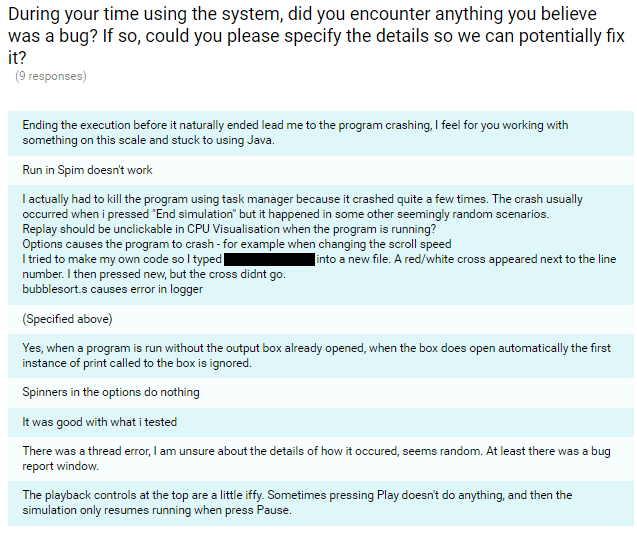 During your time using the system, did you encounter anything you believe
was a bug? If so, could you please specify the details so we can potentially fix
it?
(9 responses)
Ending the execution before it naturally ended lead me to the program crashing, I feel for you working with
something on this scale and stuck to using Java.
Run in Spim doesn't work
I actually had to kill the program using task manager because it crashed quite a few times. The crash usually
occurred when i pressed "End simulation" but it happened in some other seemingly random scenarios.
Replay should be unclickable in CPU Visualisation when the program is running?
Options causes the program to crash - for example when changing the scroll speed
I tried to make my own code so I typed into a new file. A red/white cross appeared next to the line
number. I then pressed new, but the cross didnt go.
bubblesort.s causes error in logger
(Specified above)
Yes, when a program is run without the output box already opened, when the box does open automatically the first
instance of print called to the box is ignored.
Spinners in the options do nothing
It was good with what i tested
There was a thread error, I am unsure about the details of how it occured, seems random. At least there was a bug
report window.
The playback controls at the top are a little iffy. Sometimes pressing Play doesn't do anything, and then the
simulation only resumes running when press Pause.